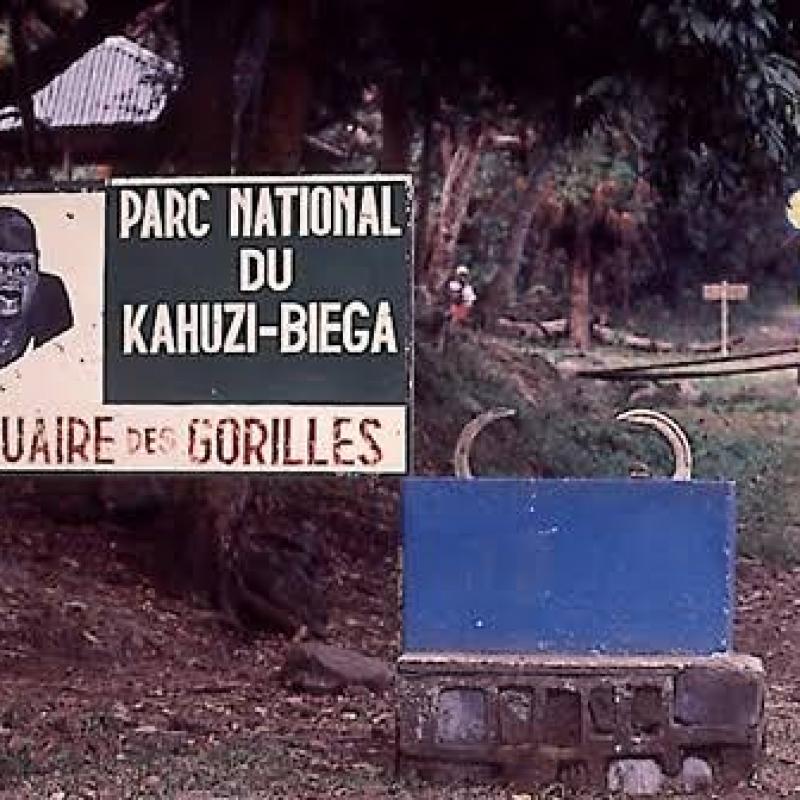 PARC NATIONAL
DU
KAHUZI-BIEGA
UAIRE DES GORILLES